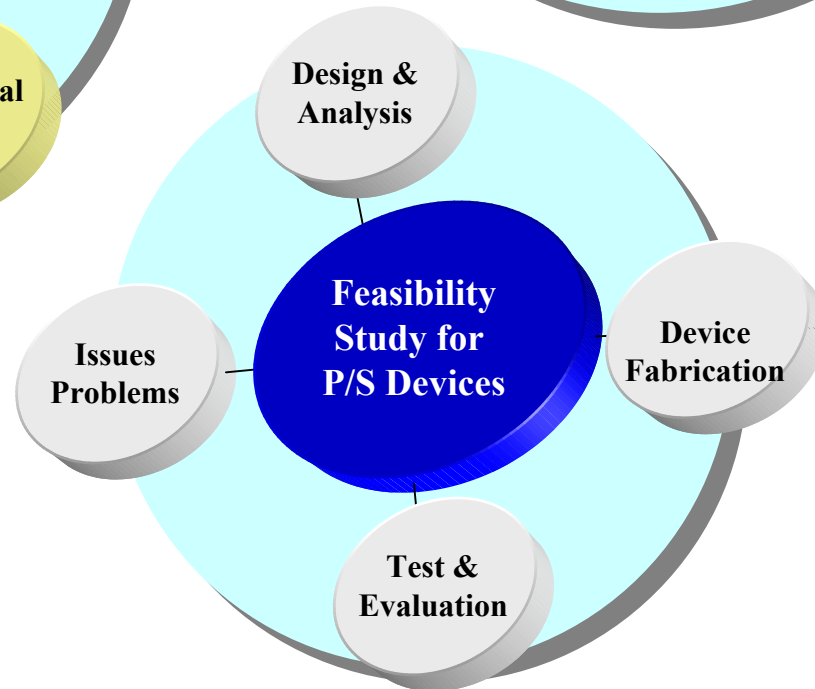 Design &
Analysis
Feasibility
Study for
P/S Devices
Device
Fabrication
Issues
Problems
Test &
Evaluation